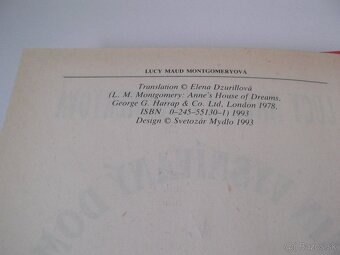 LUCY MAUD MONTGOMERYOVÁ
Translation © Elena Dzurillová
(L. M. Montgomery: Anne's House of Dreams,
George G. Harrap & Co. Ltd, London 1978,
ISBN 0-245-55130-1) 1993
Design © Svetozár Mydlo 1993